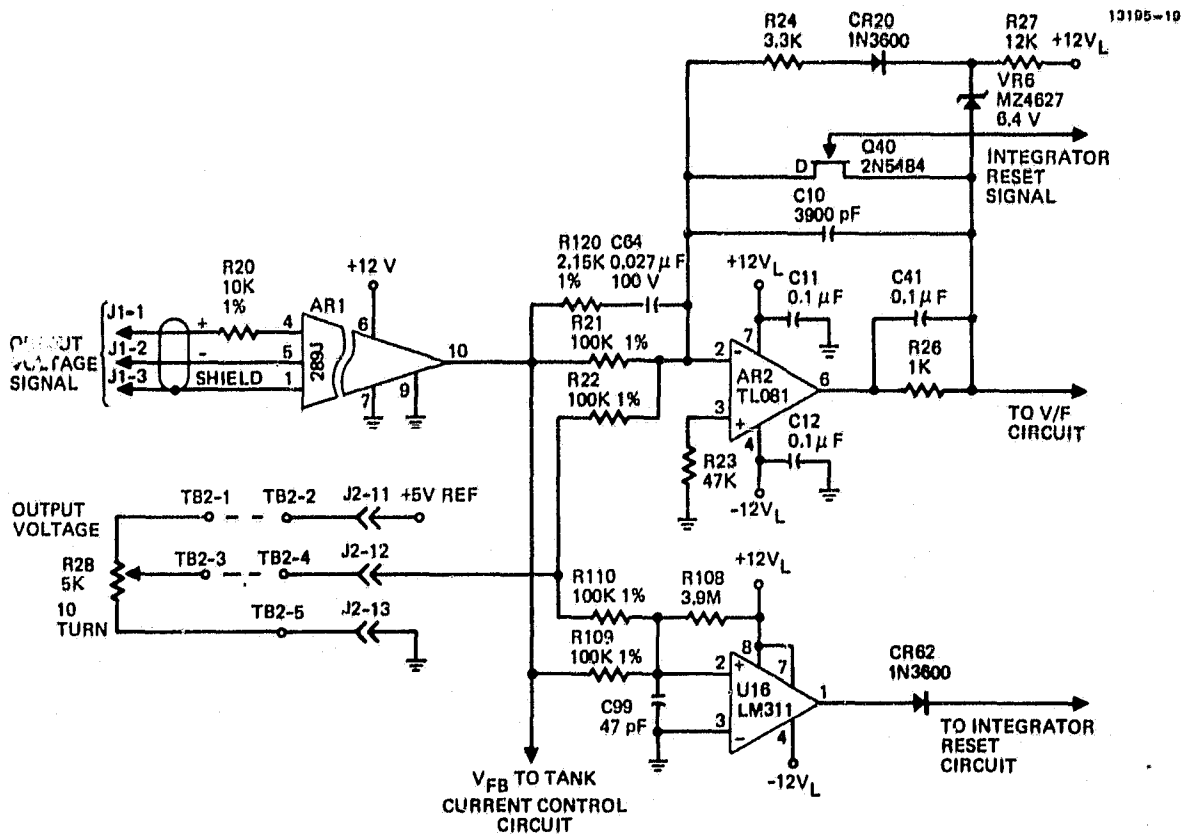 13195-19
R24
3.3K
CR20
1N3600
R27
12K
+12VL
VR6
MZ4627
6.4 V
INTEGRATOR
RESET
SIGNAL
D
Q40
2N5484
C10
3900 pF
R120
2.15K
1%
C64
0.027 µF
100 V
+12VL
C11
0.1 µF
C41
0.1 µF
R20
10K
1%
+12 V
AR1
J1-1
+
4
6
10
R21
100K 1%
2
-
7
J1-2
-
5
289J
AR2
TL081
6
R26
1K
OUTPUT
VOLTAGE
SIGNAL
J1-3
SHIELD
1
7
9
R22
100K 1%
3
+
4
TO V/F
CIRCUIT
C12
0.1 µF
R23
47K
-12VL
OUTPUT
VOLTAGE
TB2-1
TB2-2
J2-11
+5V REF
R28
5K
10
TURN
TB2-3
TB2-4
J2-12
TB2-5
J2-13
R110
100K 1%
R108
3.9M
+12VL
R109
100K 1%
8
7
2
+
U16
LM311
1
CR62
1N3600
C99
47 pF
3
-
4
-12VL
TO INTEGRATOR
RESET
CIRCUIT
VFB TO TANK
CURRENT CONTROL
CIRCUIT